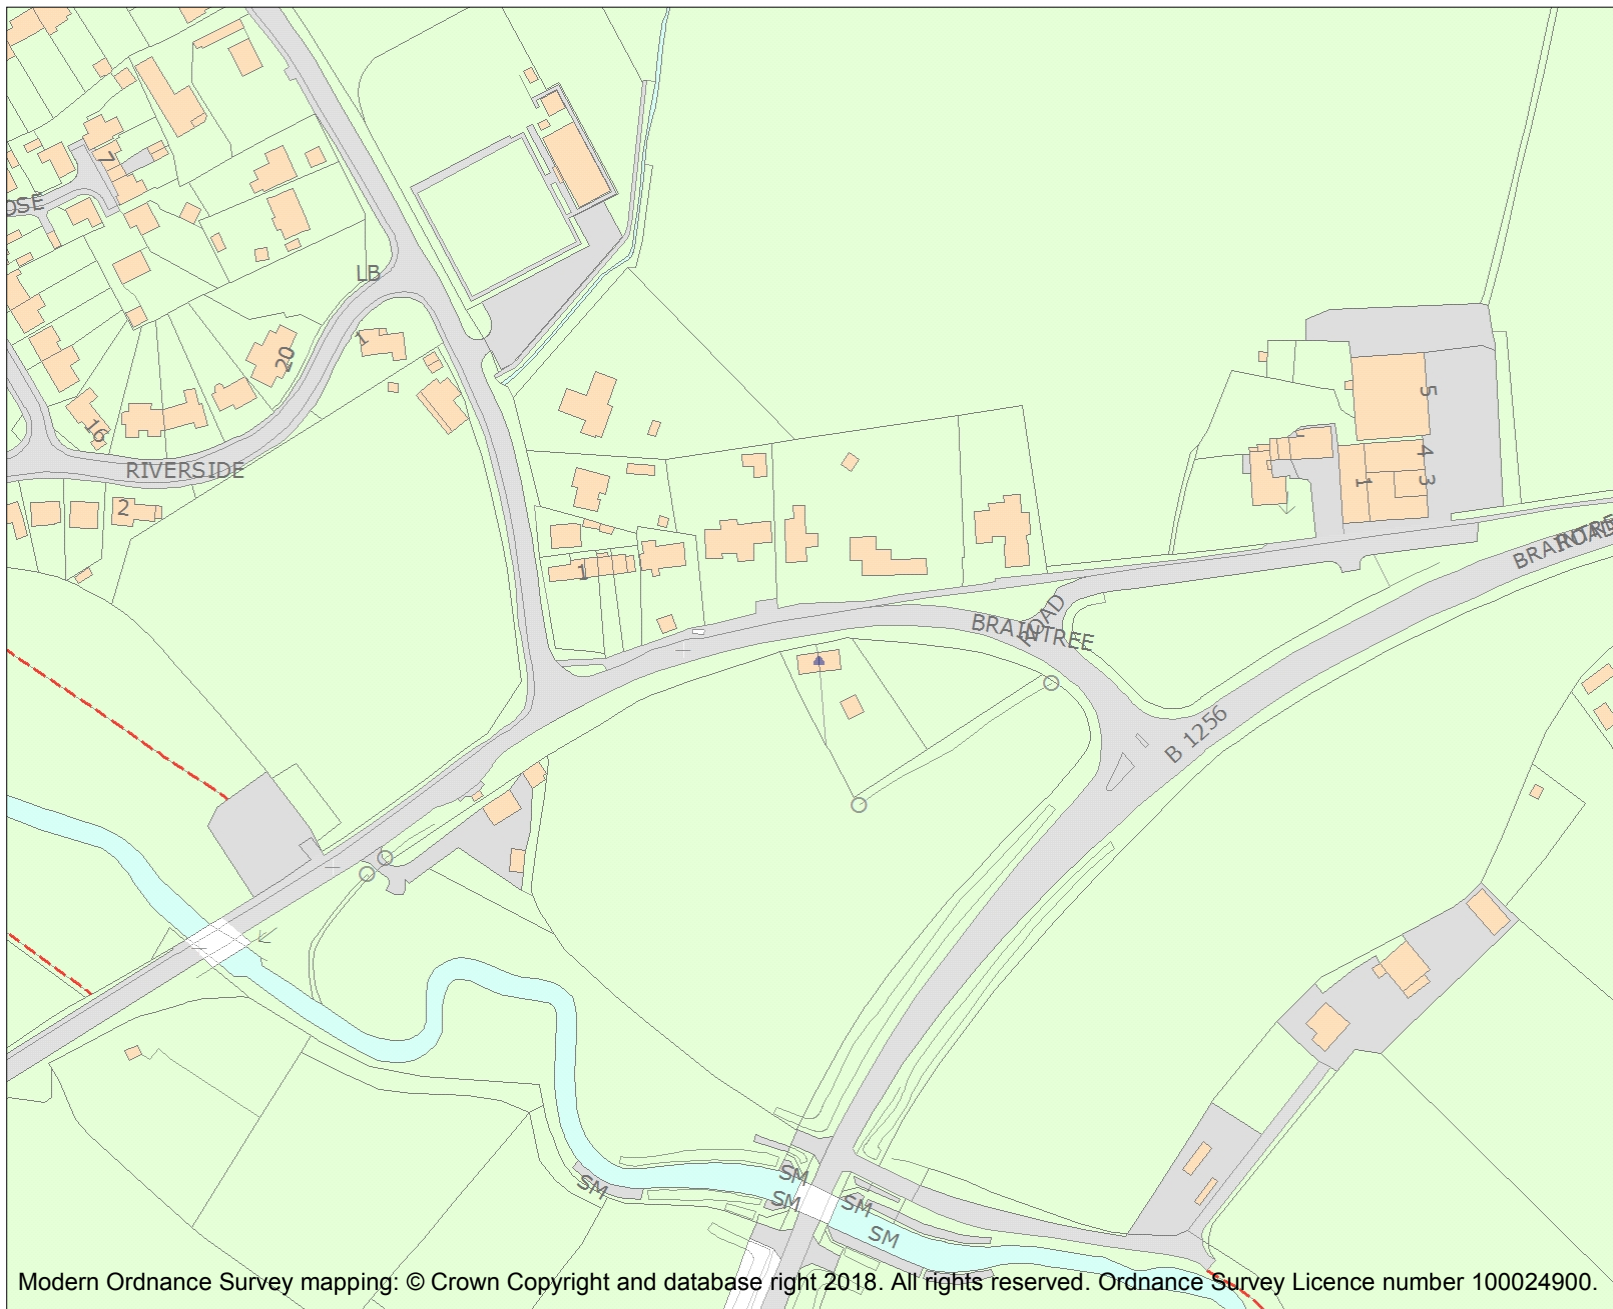 7
OSE
LB
1
20
16
RIVERSIDE
2
1
5
4
3
1
BRAINTREE
ROAD
BRAINTREE
ROAD
B 1256
SM
SM
SM
SM
SM
Modern Ordnance Survey mapping: © Crown Copyright and database right 2018. All rights reserved. Ordnance Survey Licence number 100024900.